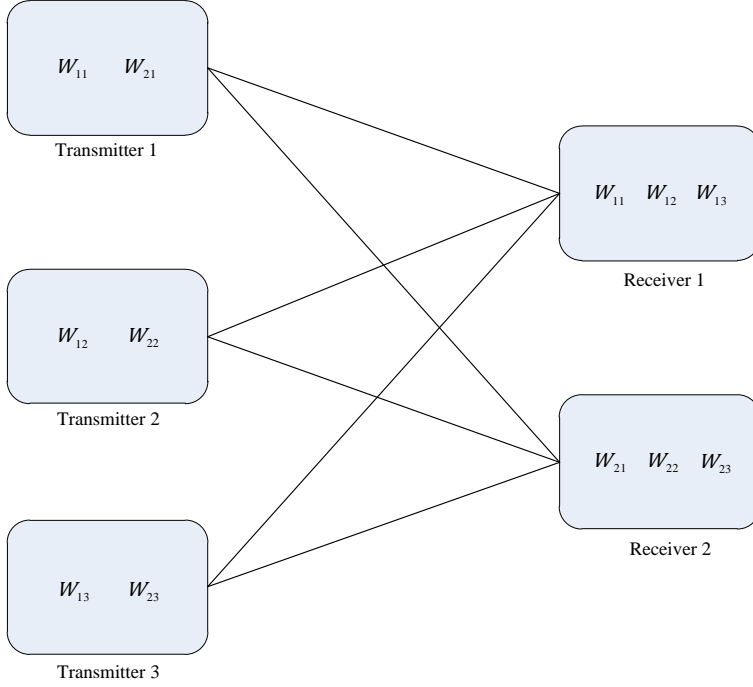 W₁₁ W₂₁
Transmitter 1
W₁₁ W₁₂ W₁₃
Receiver 1
W₁₂ W₂₂
Transmitter 2
W₂₁ W₂₂ W₂₃
Receiver 2
W₁₃ W₂₃
Transmitter 3